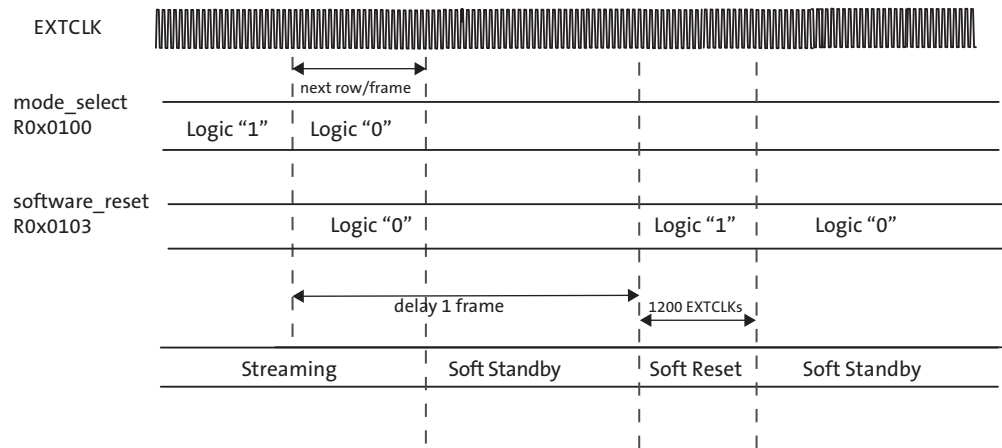 EXTCLK
next row/frame
mode_select
R0x0100
Logic “1”
Logic “0”
software_reset
R0x0103
Logic “0”
Logic “1”
Logic “0”
delay 1 frame
1200 EXTCLKs
Streaming
Soft Standby
Soft Reset
Soft Standby